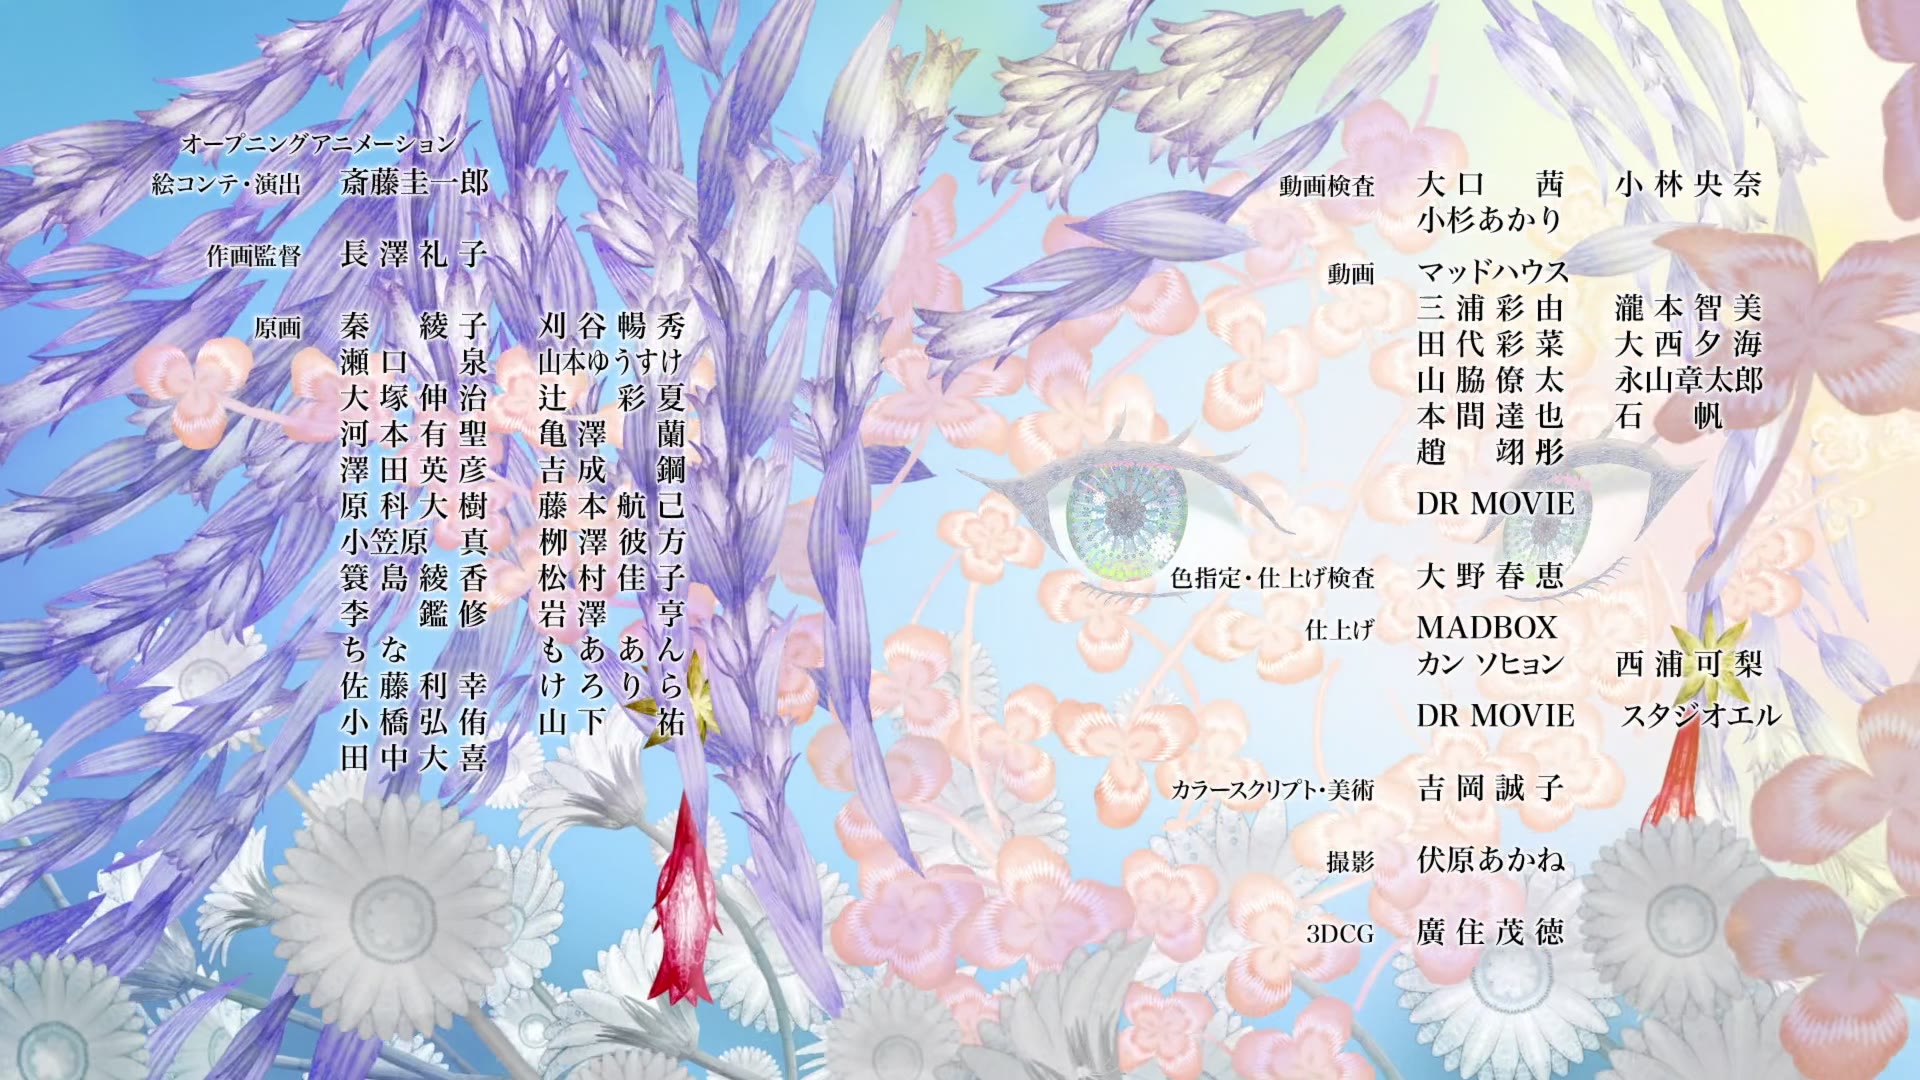 オープニングアニメーション
絵コンテ・演出 斎藤圭一郎
作画監督 長澤礼子
原画 秦綾子 刈谷暢秀
瀬口泉 山本ゆうすけ
大塚伸治 辻彩夏
河本有聖 亀澤蘭
澤田英彦 吉成鋼
原科大樹 藤本航己
小笠原真 柳澤彼方
簑島綾香 松村佳子
李鑑修 岩澤亨
ちな もああん
佐藤利幸 けろりら
小橋弘侑 山下祐
田中大喜
動画検査 大口茜 小林央奈
小杉あかり
動画 マッドハウス
三浦彩由 瀧本智美
田代彩菜 大西夕海
山脇僚太 永山章太郎
本間達也 石帆
趙翊彤
DR MOVIE
色指定・仕上げ検査 大野春恵
仕上げ MADBOX
カン ソヒョン 西浦可梨
DR MOVIE スタジオエル
カラースクリプト・美術 吉岡誠子
撮影 伏原あかね
3DCG 廣住茂徳